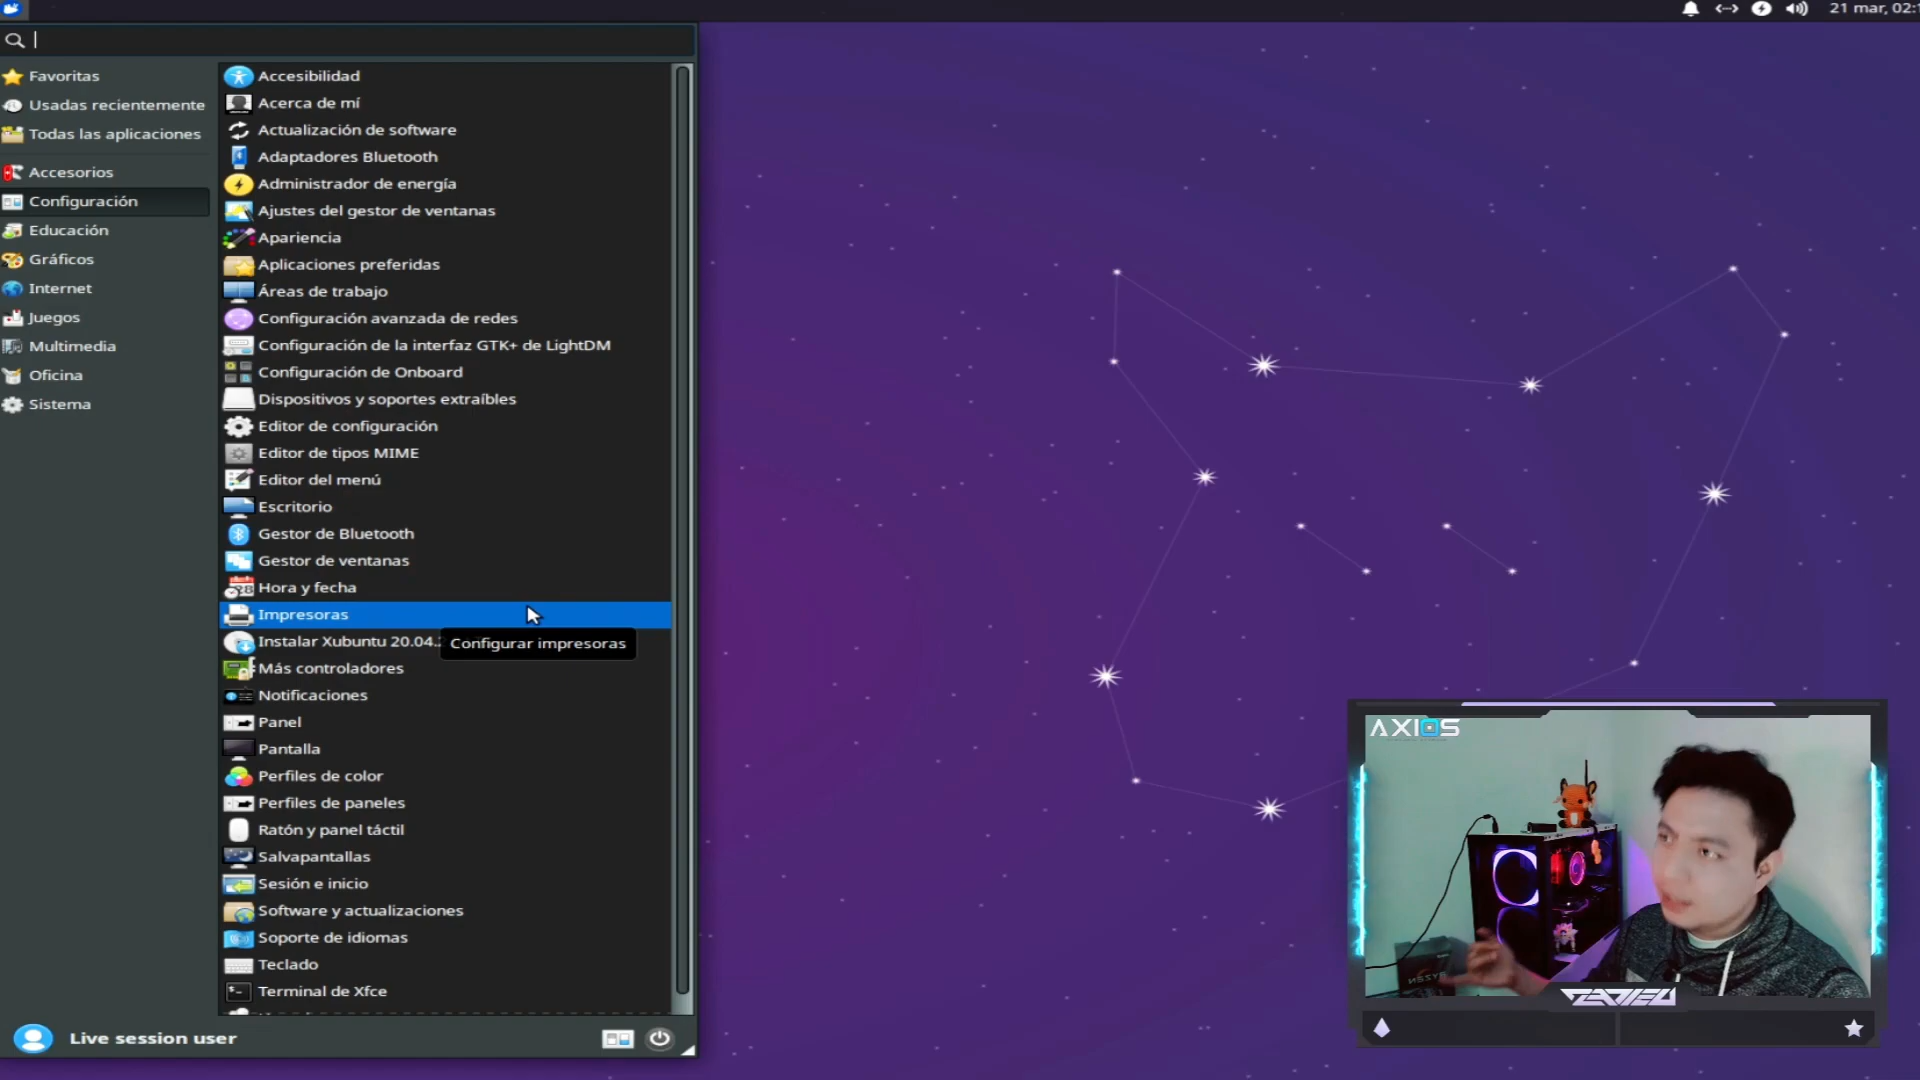 21 mar, 02:1
Favoritas
Usadas recientemente
Todas las aplicaciones
Accesorios
Configuración
Educación
Gráficos
Internet
Juegos
Multimedia
Oficina
Sistema
Accesibilidad
Acerca de mí
Actualización de software
Adaptadores Bluetooth
Administrador de energía
Ajustes del gestor de ventanas
Apariencia
Aplicaciones preferidas
Áreas de trabajo
Configuración avanzada de redes
Configuración de la interfaz GTK+ de LightDM
Configuración de Onboard
Dispositivos y soportes extraíbles
Editor de configuración
Editor de tipos MIME
Editor del menú
Escritorio
Gestor de Bluetooth
Gestor de ventanas
Hora y fecha
Impresoras
Instalar Xubuntu 20.04.
Configurar impresoras
Más controladores
Notificaciones
Panel
Pantalla
Perfiles de color
Perfiles de paneles
Ratón y panel táctil
Salvapantallas
Sesión e inicio
Software y actualizaciones
Soporte de idiomas
Teclado
Terminal de Xfce
Live session user
AXIOS